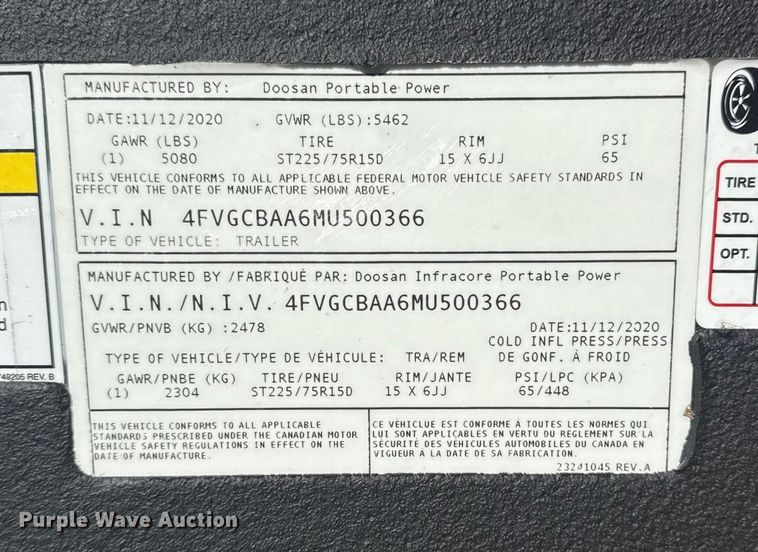 MANUFACTURED BY: Doosan Portable Power
DATE:11/12/2020 GVWR (LBS):5462
GAWR (LBS) TIRE RIM PSI
(1) 5080 ST225/75R15D 15 X 6JJ 65
THIS VEHICLE CONFORMS TO ALL APPLICABLE FEDERAL MOTOR VEHICLE SAFETY STANDARDS IN
EFFECT ON THE DATE OF MANUFACTURE SHOWN ABOVE.
V.I.N 4FVGCBAA6MU500366
TYPE OF VEHICLE: TRAILER
MANUFACTURED BY /FABRIQUÉ PAR: Doosan Infracore Portable Power
V.I.N./N.I.V. 4FVGCBAA6MU500366
GVWR/PNVB (KG) :2478 DATE:11/12/2020
COLD INFL PRESS/PRESS
TYPE OF VEHICLE/TYPE DE VÉHICULE: TRA/REM DE GONF. À FROID
GAWR/PNBE (KG) TIRE/PNEU RIM/JANTE PSI/LPC (KPA)
(1) 2304 ST225/75R15D 15 X 6JJ 65/448
THIS VEHICLE CONFORMS TO ALL APPLICABLE
STANDARDS PRESCRIBED UNDER THE CANADIAN MOTOR
VEHICLE SAFETY REGULATIONS IN EFFECT ON THE
DATE OF MANUFACTURE.
CE VÉHICLUE EST CONFORME À TOUTES LES NORMES QUI
LUI SONT APPLICABLES EN VERTU DU REGLEMENT SUR LA
SÉCURITÉ DES VÉHICULES AUTOMOBILES DU CANADA EN
VIGUEUR À LA DATE DE SA FABRICATION.
23241045 REV.A
49205 REV. B
TIRE
STD.
OPT.
Purple Wave Auction